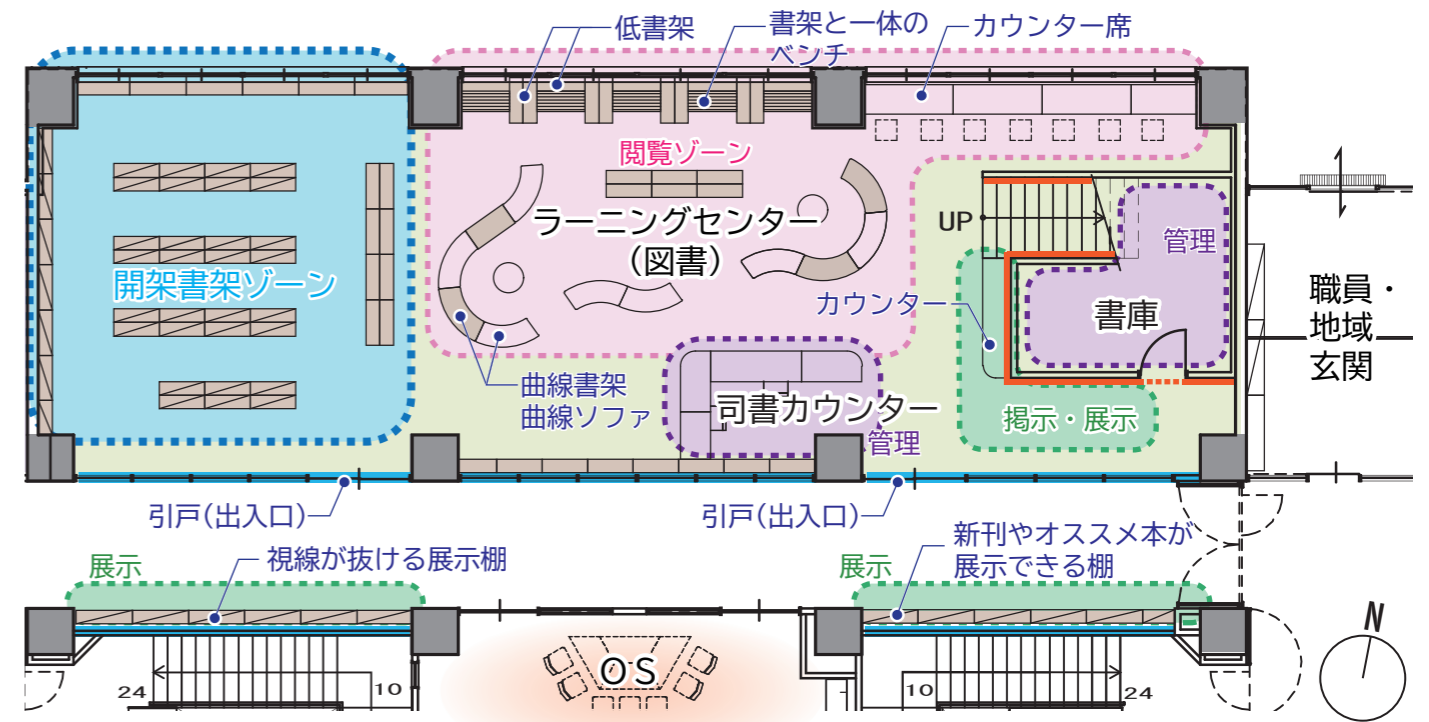 低書架
書架と一体の
ベンチ
カウンター席
閲覧ゾーン
ラーニングセンター
（図書）
UP
管理
開架書架ゾーン
カウンター
書庫
職員・
地域
玄関
曲線書架
曲線ソファ
司書カウンター
管理
掲示・展示
引戸(出入口)
引戸(出入口)
展示
視線が抜ける展示棚
展示
新刊やオススメ本が
展示できる棚
OS
N
24
10
10
24